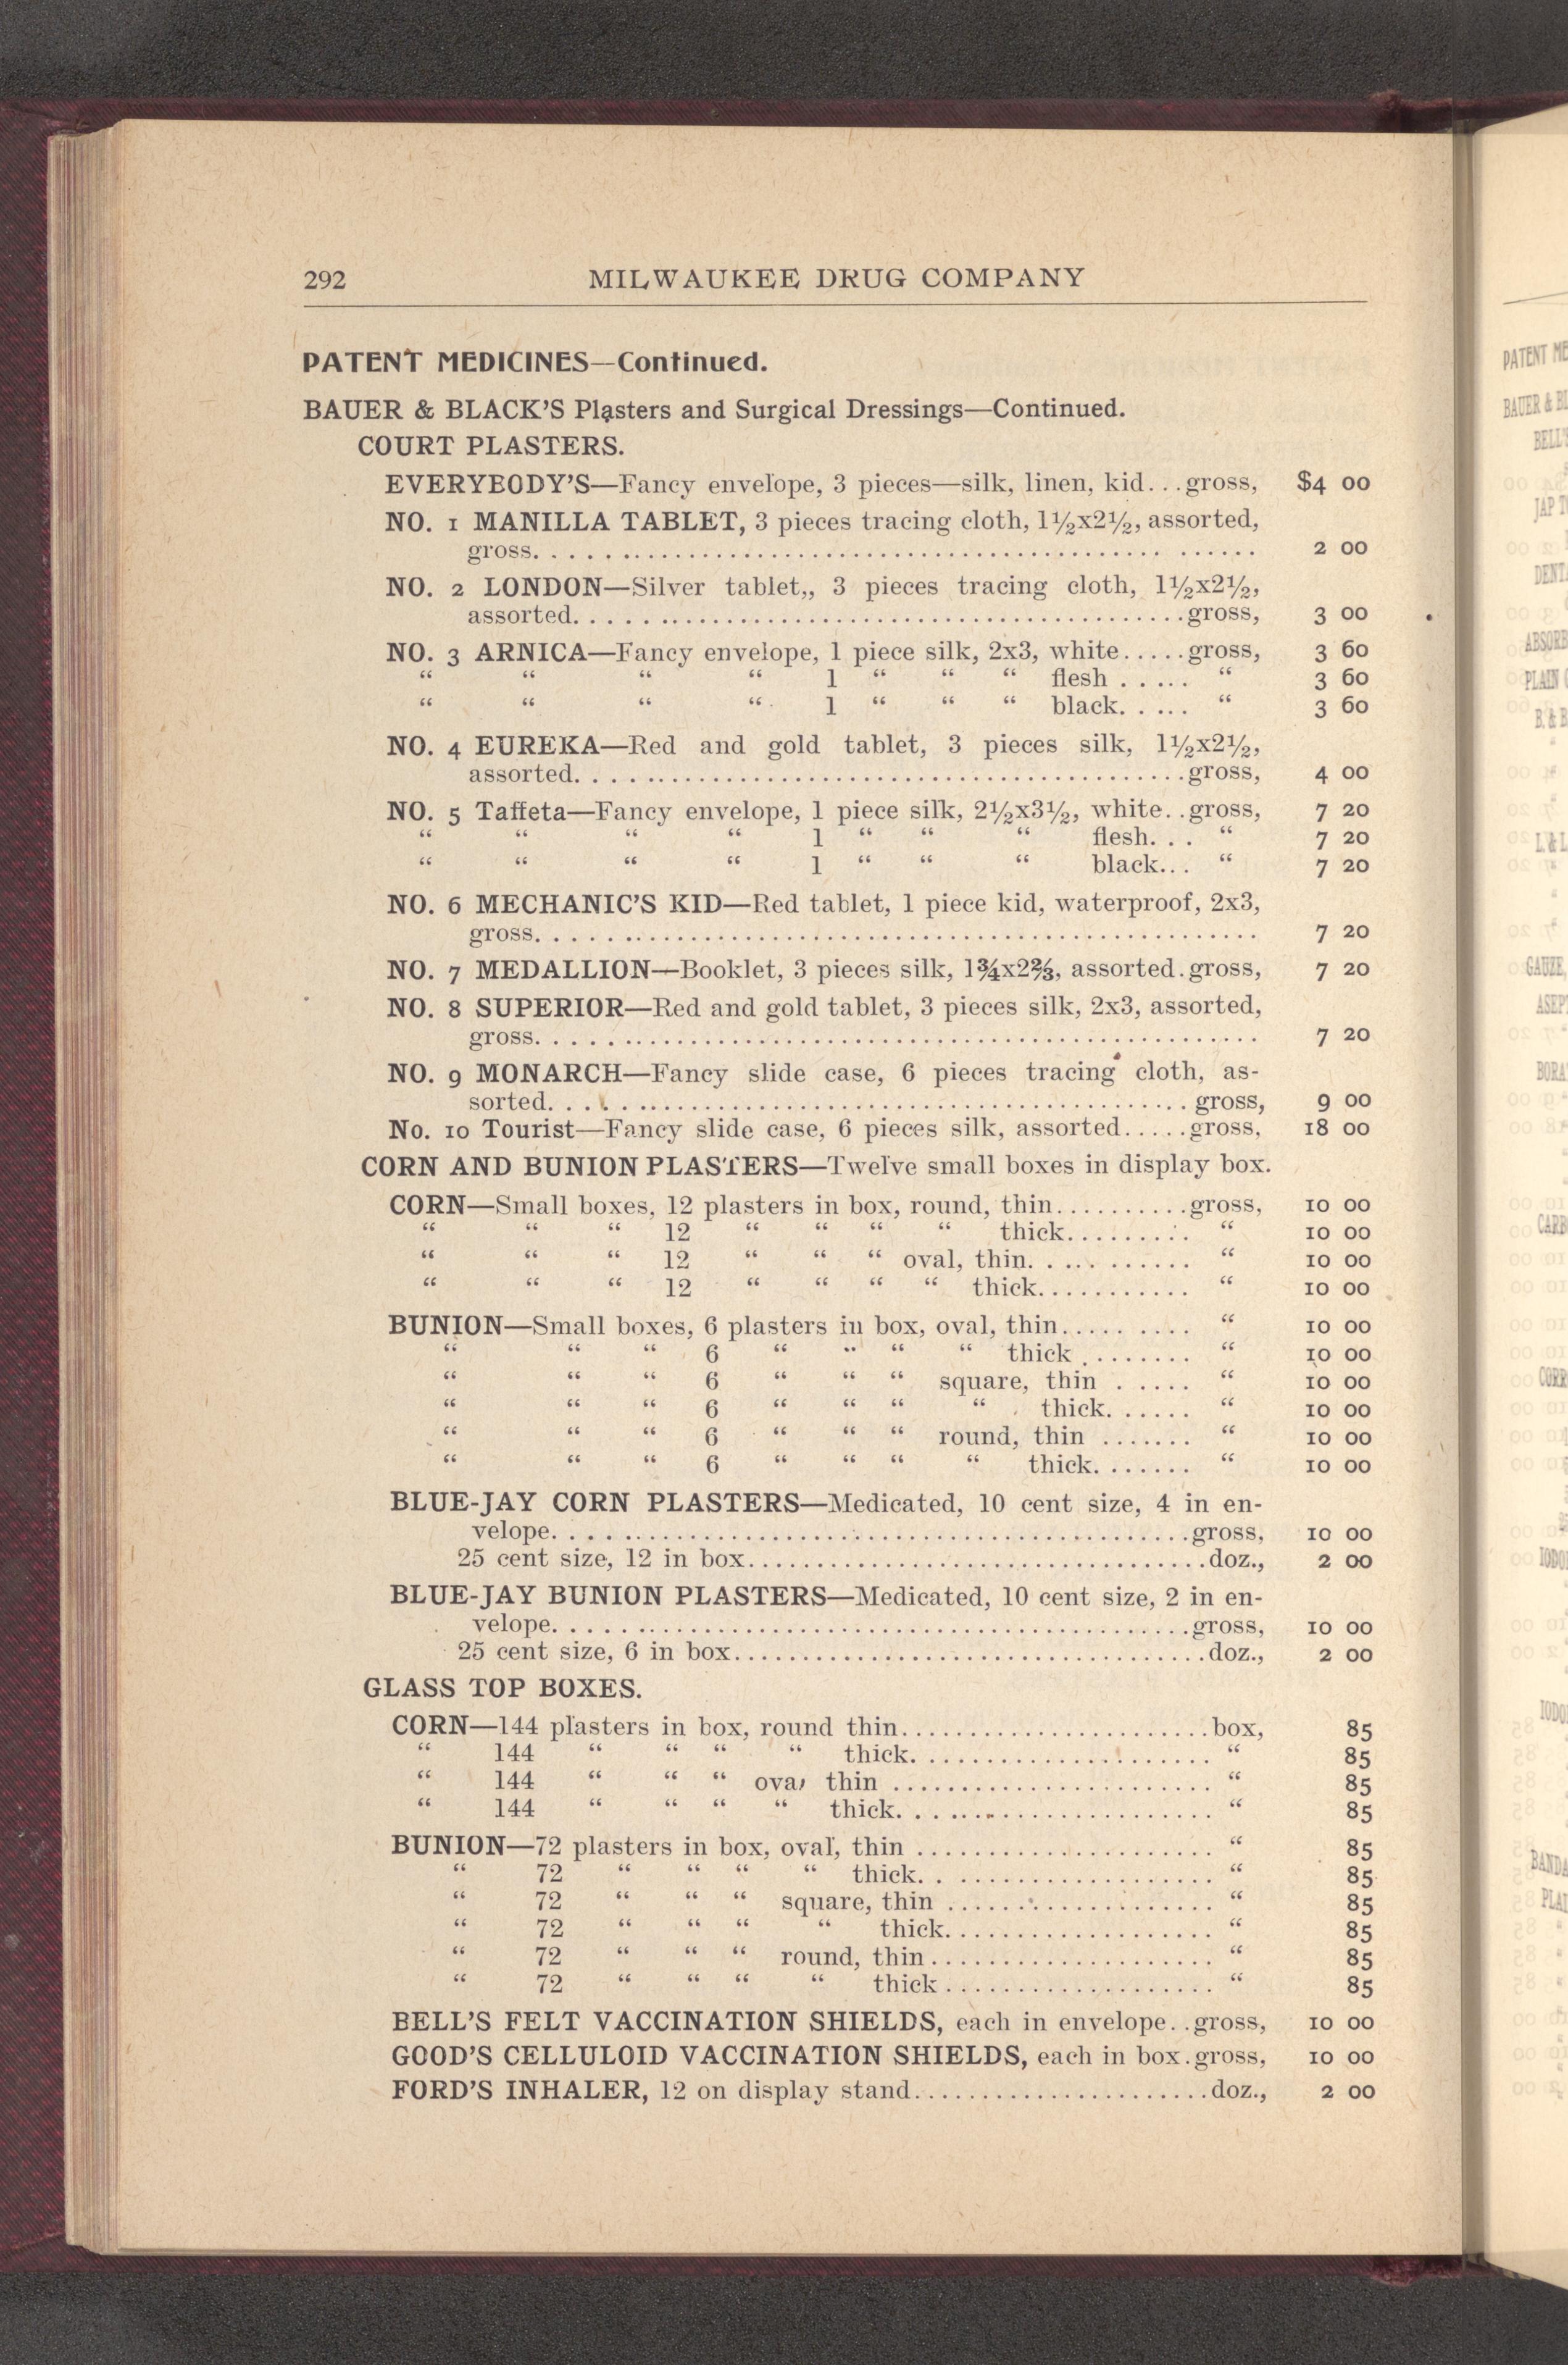 292 MILWAUKEE DRUG COMPANY
PATENT MEDICINES—Continued.
BAUER & BLACK'S Plasters and Surgical Dressings—Continued.
COURT PLASTERS.
EVERYBODY'S—Fancy envelope, 3 pieces—silk, linen, kid...gross, $4 00
NO. 1 MANILLA TABLET, 3 pieces tracing cloth, 1½x2½, assorted,
gross............................................................ 2 00
NO. 2 LONDON—Silver tablet,, 3 pieces tracing cloth, 1½x2½,
assorted..................................................gross, 3 00
NO. 3 ARNICA—Fancy envelope, 1 piece silk, 2x3, white.....gross, 3 60
“ “ “ “ 1 “ “ “ flesh ..... “ 3 60
“ “ “ “ 1 “ “ “ black..... “ 3 60
NO. 4 EUREKA—Red and gold tablet, 3 pieces silk, 1½x2½,
assorted..................................................gross, 4 00
NO. 5 Taffeta—Fancy envelope, 1 piece silk, 2½x3½, white..gross, 7 20
“ “ “ “ 1 “ “ “ flesh... “ 7 20
“ “ “ “ 1 “ “ “ black... “ 7 20
NO. 6 MECHANIC'S KID—Red tablet, 1 piece kid, waterproof, 2x3,
gross............................................................ 7 20
NO. 7 MEDALLION—Booklet, 3 pieces silk, 1¾x2⅔, assorted.gross, 7 20
NO. 8 SUPERIOR—Red and gold tablet, 3 pieces silk, 2x3, assorted,
gross............................................................ 7 20
NO. 9 MONARCH—Fancy slide case, 6 pieces tracing cloth, as-
sorted.................................................... gross, 9 00
No. 10 Tourist—Fancy slide case, 6 pieces silk, assorted.....gross, 18 00
CORN AND BUNION PLASTERS—Twelve small boxes in display box.
CORN—Small boxes, 12 plasters in box, round, thin..........gross, 10 00
“ “ “ 12 “ “ “ “ thick......... “ 10 00
“ “ “ 12 “ “ “ oval, thin............ “ 10 00
“ “ “ 12 “ “ “ “ thick........... “ 10 00
BUNION—Small boxes, 6 plasters in box, oval, thin.......... “ 10 00
“ “ “ 6 “ “ “ “ thick ........ “ 10 00
“ “ “ 6 “ “ “ square, thin ..... “ 10 00
“ “ “ 6 “ “ “ “ thick....... “ 10 00
“ “ “ 6 “ “ “ round, thin ....... “ 10 00
“ “ “ 6 “ “ “ “ thick........ “ 10 00
BLUE-JAY CORN PLASTERS—Medicated, 10 cent size, 4 in en-
velope....................................................gross, 10 00
25 cent size, 12 in box...................................doz., 2 00
BLUE-JAY BUNION PLASTERS—Medicated, 10 cent size, 2 in en-
velope....................................................gross, 10 00
25 cent size, 6 in box....................................doz., 2 00
GLASS TOP BOXES.
CORN—144 plasters in box, round thin........................box, 85
“ 144 “ “ “ “ thick....................... “ 85
“ 144 “ “ “ ova thin ........................ “ 85
“ 144 “ “ “ “ thick........................ “ 85
BUNION—72 plasters in box, oval, thin ...................... “ 85
“ 72 “ “ “ “ thick...................... “ 85
“ 72 “ “ “ square, thin .................... “ 85
“ 72 “ “ “ “ thick.................... “ 85
“ 72 “ “ “ round, thin..................... “ 85
“ 72 “ “ “ “ thick .................... “ 85
BELL'S FELT VACCINATION SHIELDS, each in envelope..gross, 10 00
GOOD'S CELLULOID VACCINATION SHIELDS, each in box.gross, 10 00
FORD'S INHALER, 12 on display stand......................doz., 2 00
PATENT ME
BAUER & BL
BELL'S